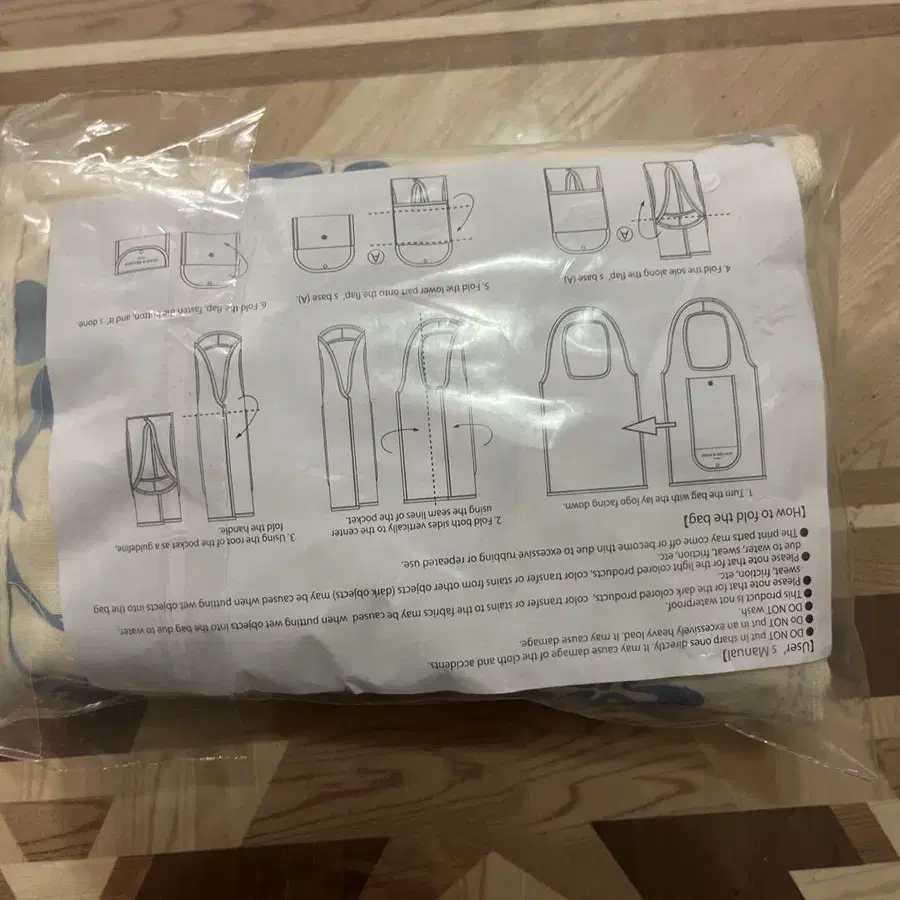 【User' s Manual】
● DO NOT put in sharp ones directly. It may cause damage of the cloth and accidents.
● DO NOT put in an excessively heavy load. It may cause damage.
● DO NOT wash.
● This product is not waterproof.
● Please note that for the dark colored products, color transfer or stains to the fabrics may be caused when putting wet objects into the bag due to water, sweat, friction, etc
● Please note that for the light colored products, color transfer or stains from other objects (dark objects) may be caused when putting wet objects into the bag due to water, sweat, friction, etc
● The print parts may come off or become thin due to excessive rubbing or repeated use.
【How to fold the bag】
1. Turn the bag with the lay logo facing down.
2. Fold both sides vertically to the center
using the seam lines of the pocket.
3. Using the root of the pocket as a guideline,
fold the handle.
4. Fold the sole along the flap' s base (A)
A
5. Fold the lower part onto the flap' s base (A).
A
6. Fold the flap, fasten the button, and it' s done